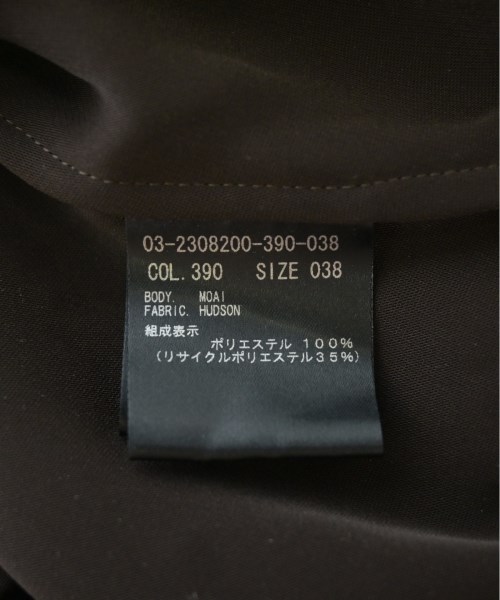 03-2308200-390-038
COL.390 SIZE 038
BODY. MOAI
FABRIC. HUDSON
組成表示
ポリエステル 100%
(リサイクルポリエステル35%)